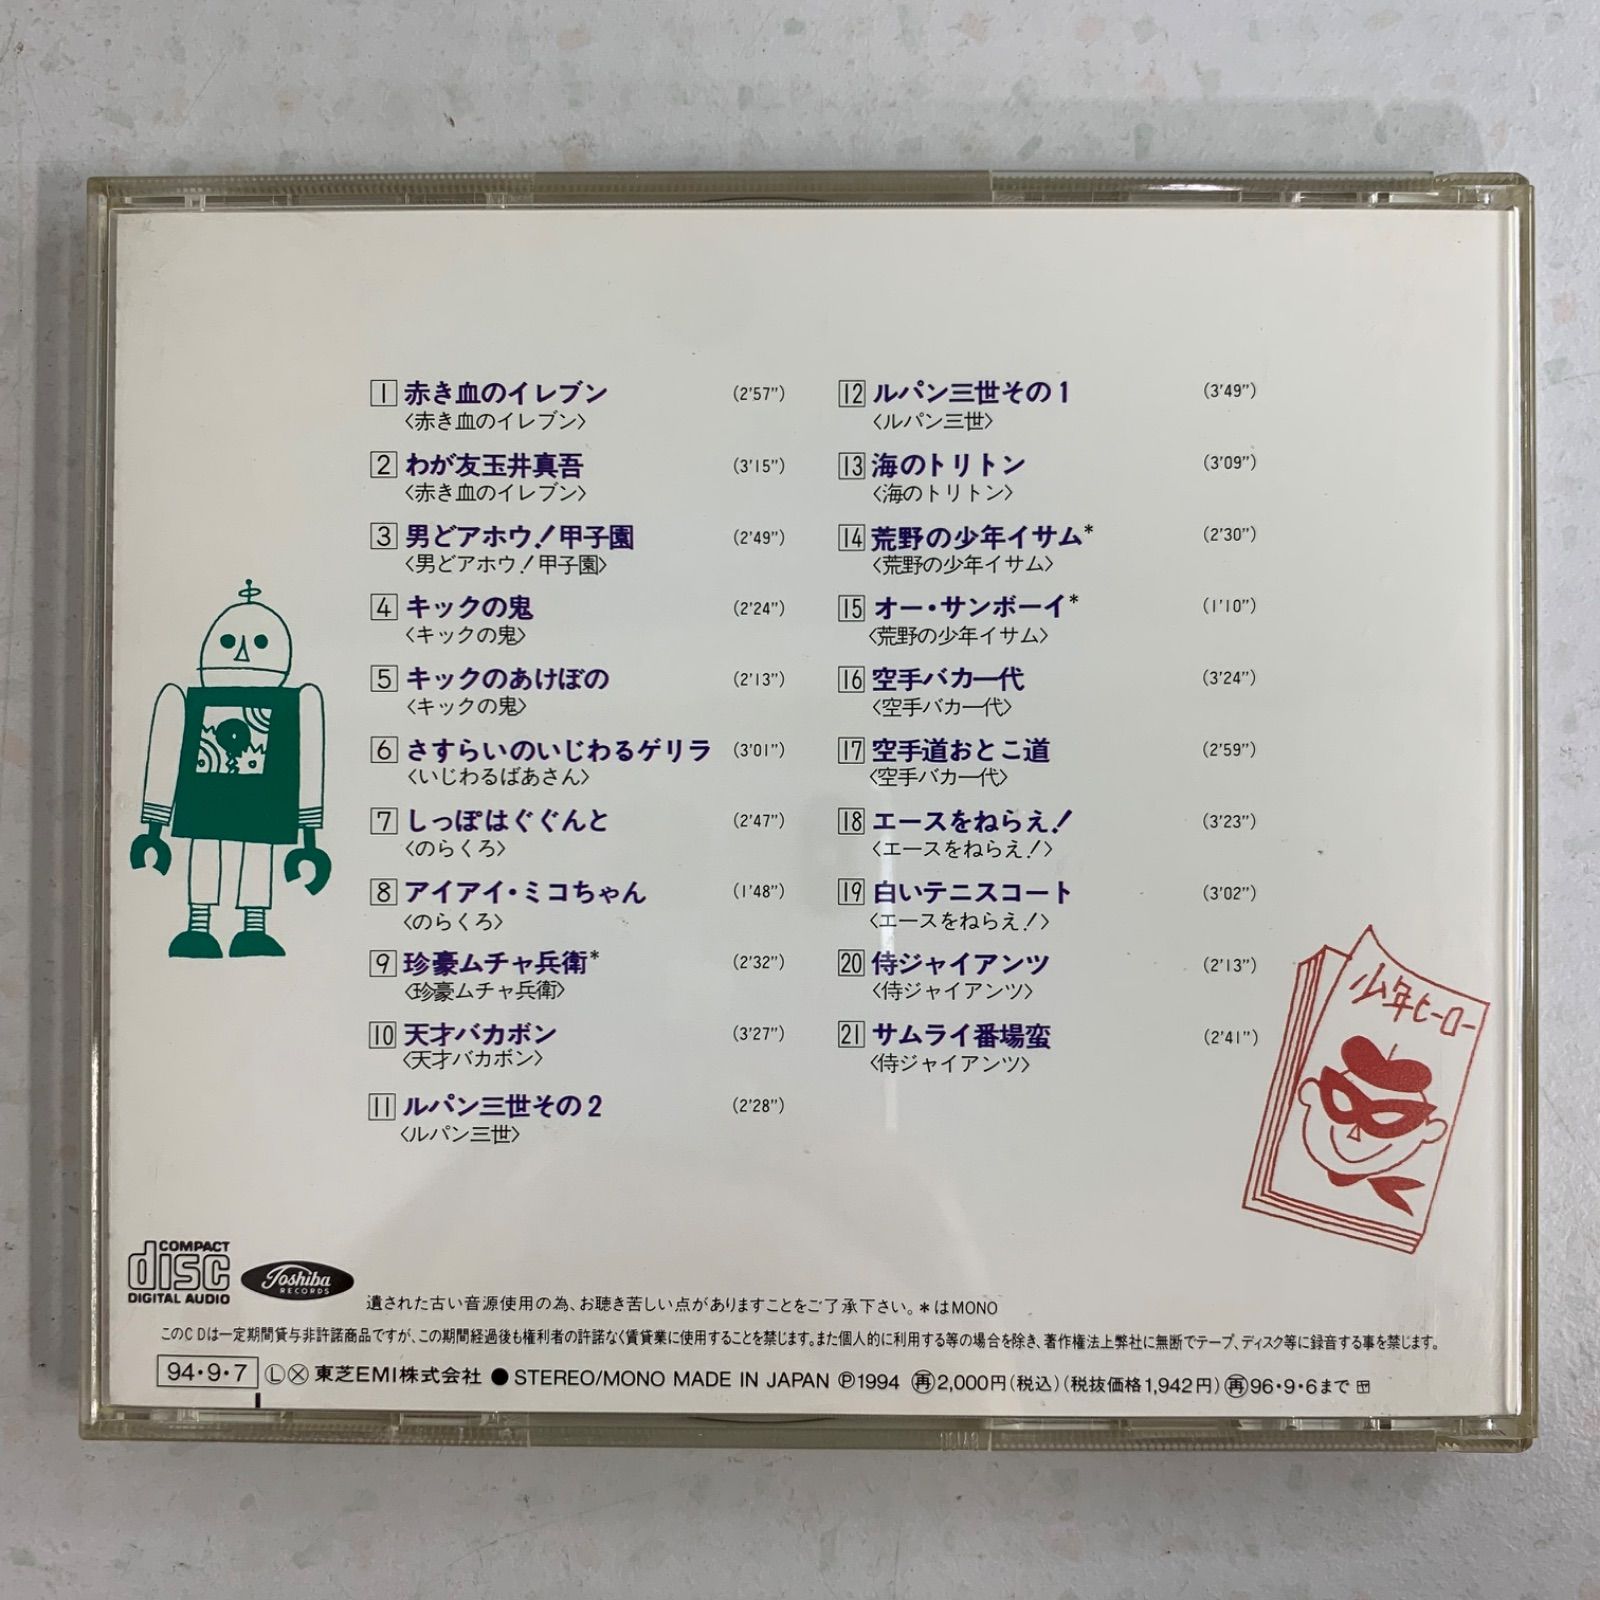 1 赤き血のイレブン (2'57")
〈赤き血のイレブン〉
2 わが友玉井真吾 (3'15")
〈赤き血のイレブン〉
3 男どアホウ!甲子園 (2'49")
〈男どアホウ!甲子園〉
4 キックの鬼 (2'24")
〈キックの鬼〉
5 キックのあけぼの (2'13")
〈キックの鬼〉
6 さすらいのいじわるゲリラ (3'01")
〈いじわるばあさん〉
7 しっぽはぐぐんと (2'47")
〈のらくろ〉
8 アイアイ・ミコちゃん (1'48")
〈のらくろ〉
9 珍豪ムチャ兵衛* (2'32")
〈珍豪ムチャ兵衛〉
10 天才バカボン (3'27")
〈天才バカボン〉
11 ルパン三世その2 (2'28")
〈ルパン三世〉
12 ルパン三世その1 (3'49")
〈ルパン三世〉
13 海のトリトン (3'09")
〈海のトリトン〉
14 荒野の少年イサム* (2'30")
〈荒野の少年イサム〉
15 オー・サンボーイ* (1'10")
〈荒野の少年イサム〉
16 空手バカ一代 (3'24")
〈空手バカ一代〉
17 空手道おとこ道 (2'59")
〈空手バカ一代〉
18 エースをねらえ! (3'23")
〈エースをねらえ!〉
19 白いテニスコート (3'02")
〈エースをねらえ!〉
20 侍ジャイアンツ (2'13")
〈侍ジャイアンツ〉
21 サムライ番場蛮 (2'41")
〈侍ジャイアンツ〉
少年ヒーロー
COMPACT
disc
DIGITAL AUDIO
Toshiba
RECORDS
遺された古い音源使用の為、お聴き苦しい点がありますことをご了承下さい。*はMONO
このCDは一定期間貸与非許諾商品ですが、この期間経過後も権利者の許諾なく賃貸業に使用することを禁じます。また個人的に利用する等の場合を除き、著作権法上弊社に無断でテープ、ディスク等に録音する事を禁じます。
94・9・7 Ⓛⓧ 東芝EMI株式会社 ● STEREO/MONO MADE IN JAPAN ℗1994 ㊢2,000円(税込)(税抜価格1,942円) 再96・9・6まで